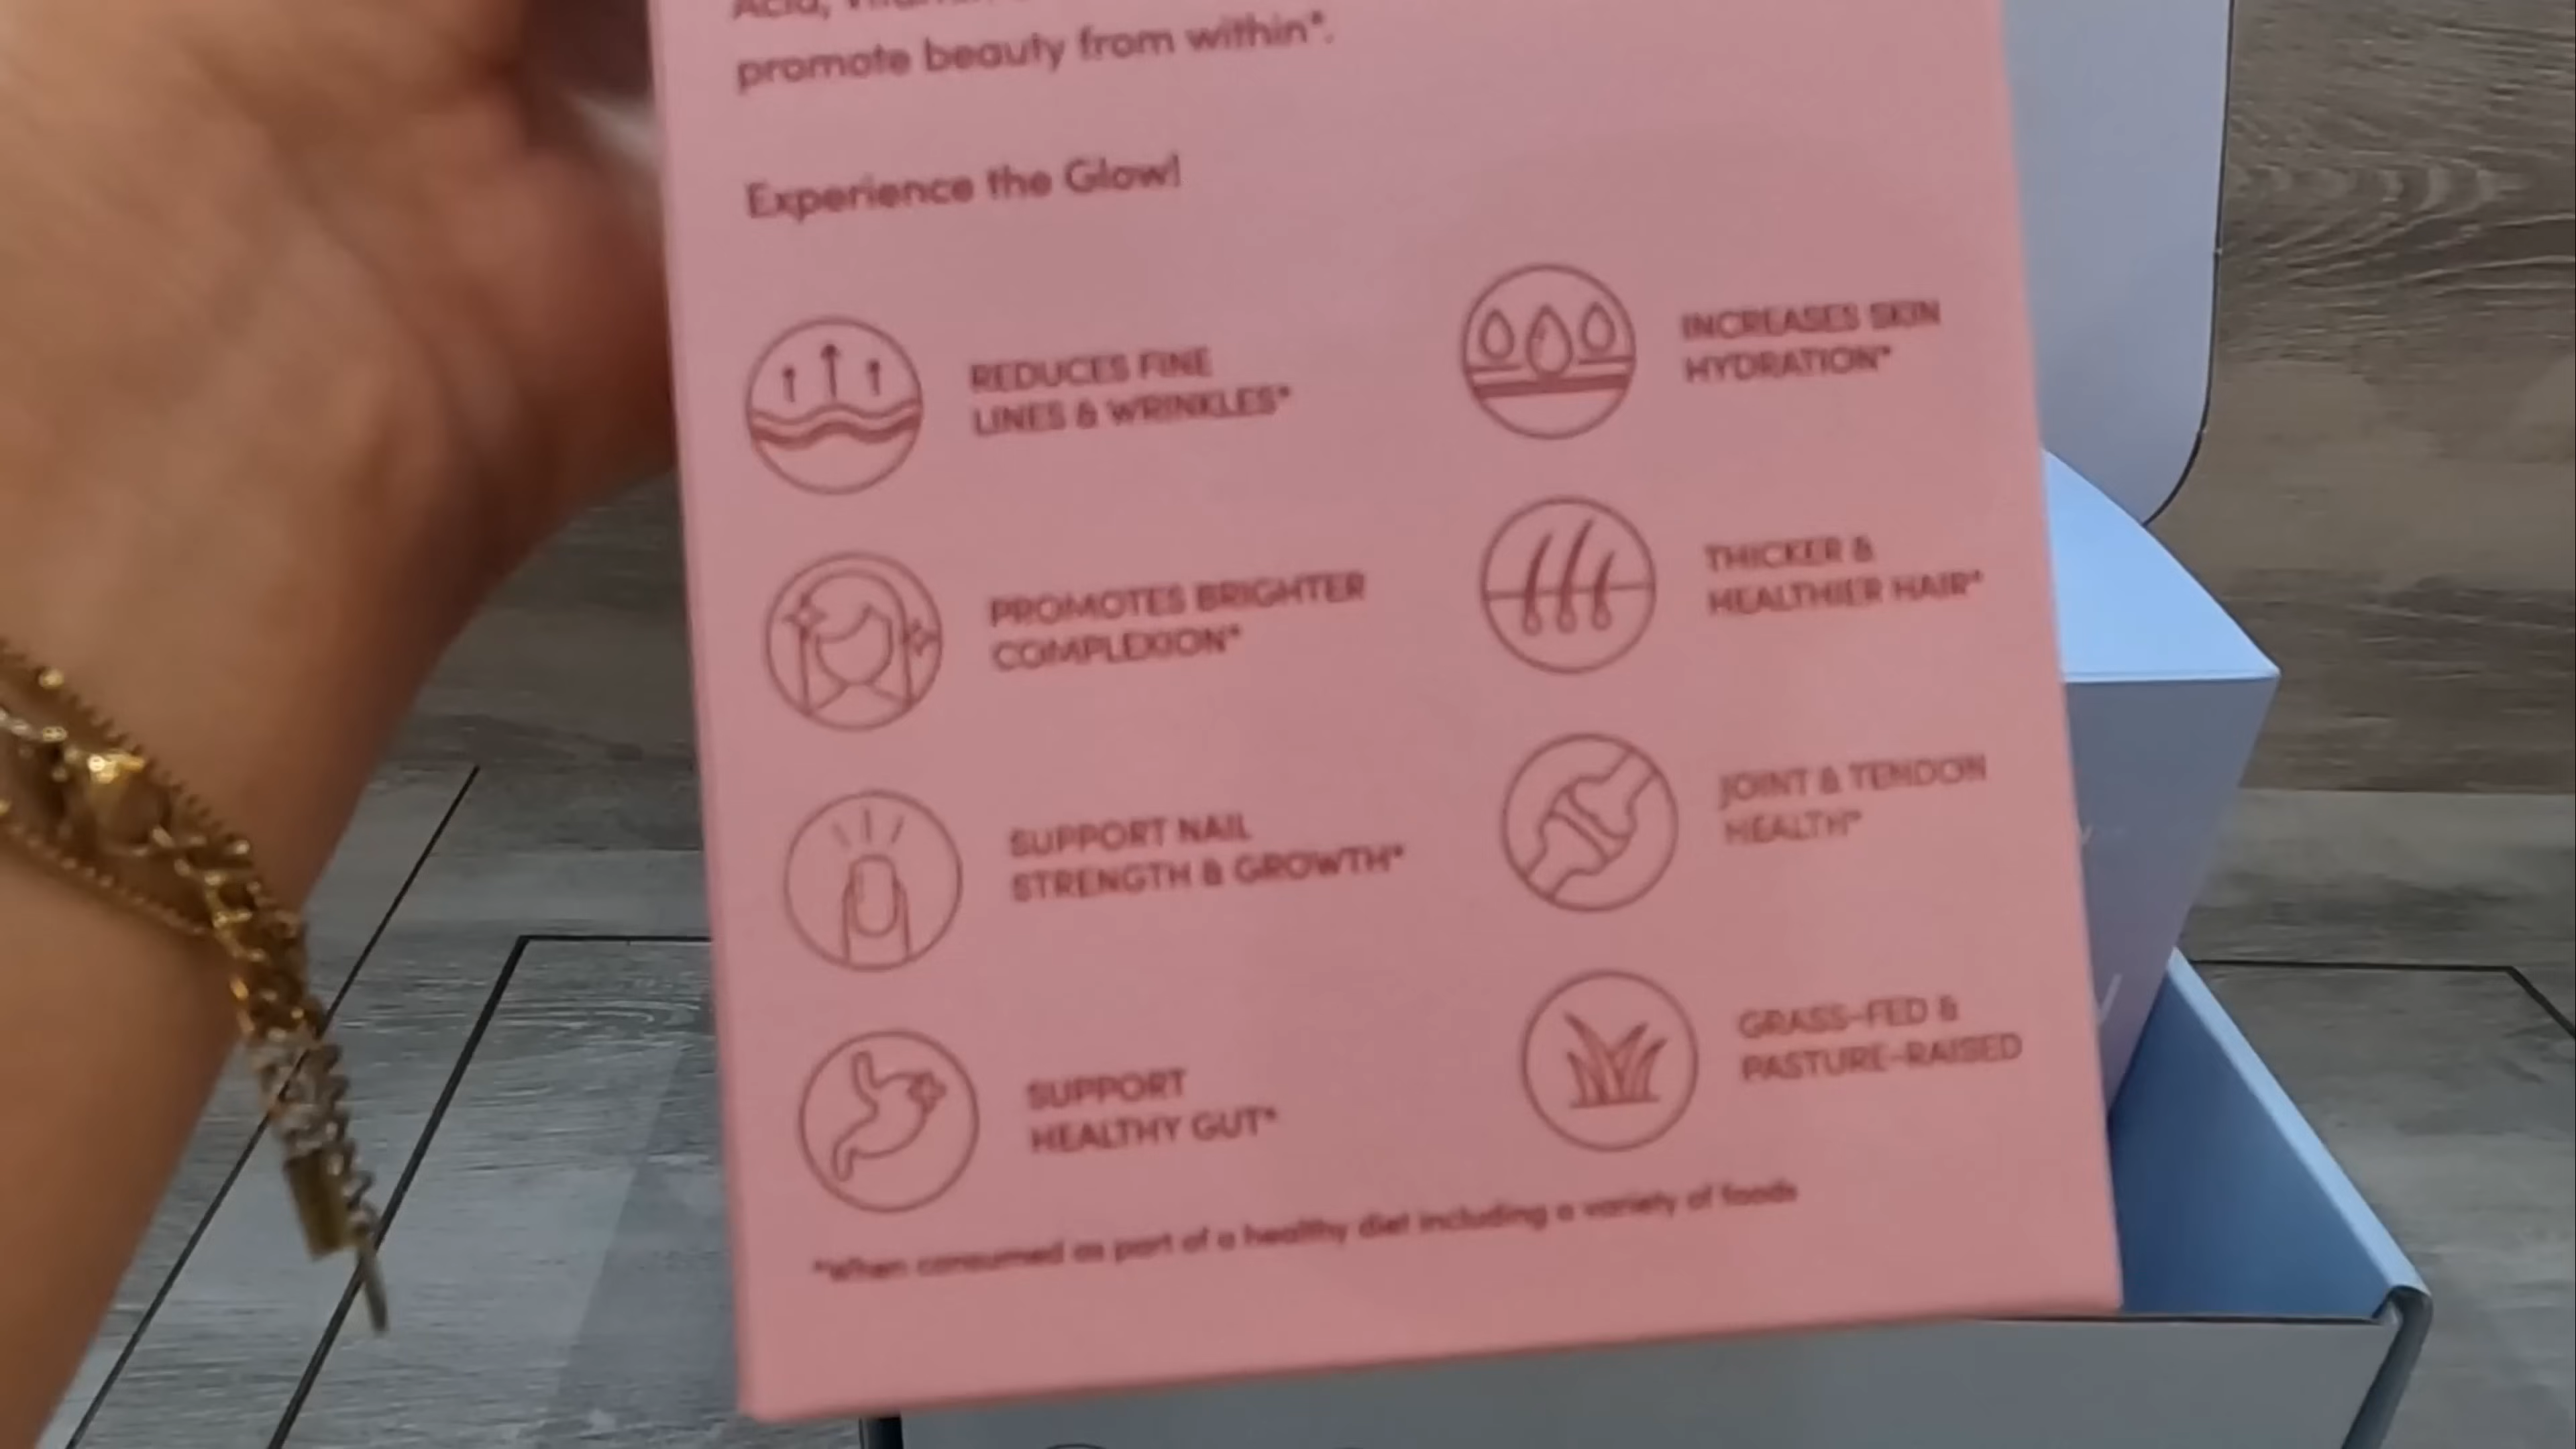 Acid,
promote beauty from within*.
Experience the Glow!
REDUCES FINE
LINES & WRINKLES*
INCREASES SKIN
HYDRATION*
PROMOTES BRIGHTER
COMPLEXION*
THICKER &
HEALTHIER HAIR*
SUPPORT NAIL
STRENGTH & GROWTH*
JOINT & TENDON
HEALTH*
SUPPORT
HEALTHY GUT*
GRASS-FED &
PASTURE-RAISED
*When consumed as part of a healthy diet including a variety of foods